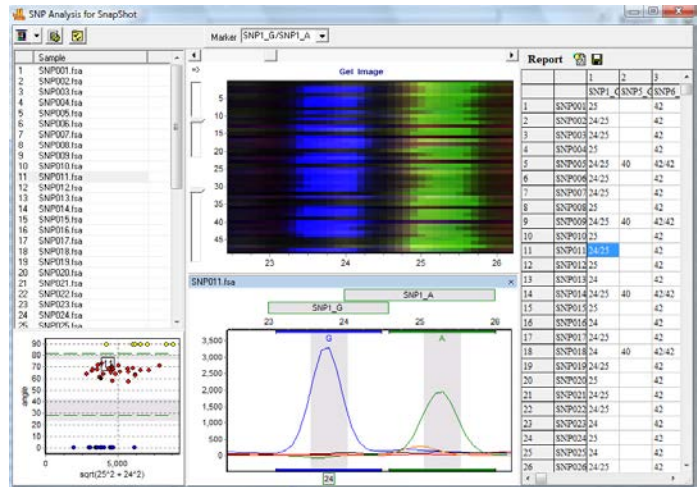 SNP Analysis for SnapShot
Marker SNP1_G/SNP1_A
Sample
1 SNP001.fsa
2 SNP002.fsa
3 SNP003.fsa
4 SNP004.fsa
5 SNP005.fsa
6 SNP006.fsa
7 SNP007.fsa
8 SNP008.fsa
9 SNP009.fsa
10 SNP010.fsa
11 SNP011.fsa
12 SNP012.fsa
13 SNP013.fsa
14 SNP014.fsa
15 SNP015.fsa
16 SNP016.fsa
17 SNP017.fsa
18 SNP018.fsa
19 SNP019.fsa
20 SNP020.fsa
21 SNP021.fsa
22 SNP022.fsa
23 SNP023.fsa
24 SNP024.fsa
25 SNP025.fsa
90
80
70
60
50
40
30
20
10
0
angle
11
0 5,000
sqrt(25^2 + 24^2)
Gel Image
5
10
15
20
25
30
35
40
45
23 24 25 26
SNP011.fsa
SNP1_A
SNP1_G
23 24 25 26
G A
3,500
3,000
2,500
2,000
1,500
1,000
500
0
24
Report
1 2 3
SNP1_G SNP5_G SNP6_
1 SNP001 25 42
2 SNP002 24/25 42
3 SNP003 24/25 42
4 SNP004 25 42
5 SNP005 24/25 40 42/42
6 SNP006 24/25 42
7 SNP007 24/25 42
8 SNP008 25 42
9 SNP009 24/25 40 42/42
10 SNP010 25 42
11 SNP011 24/25 42
12 SNP012 25 42
13 SNP013 24 42
14 SNP014 24/25 40 42/42
15 SNP015 25 42
16 SNP016 24 42
17 SNP017 24/25 42
18 SNP018 24 40 42/42
19 SNP019 24/25 42
20 SNP020 25 42
21 SNP021 24/25 42
22 SNP022 24/25 42
23 SNP023 24 42
24 SNP024 25 42
25 SNP025 24 42
26 SNP026 24/25 42